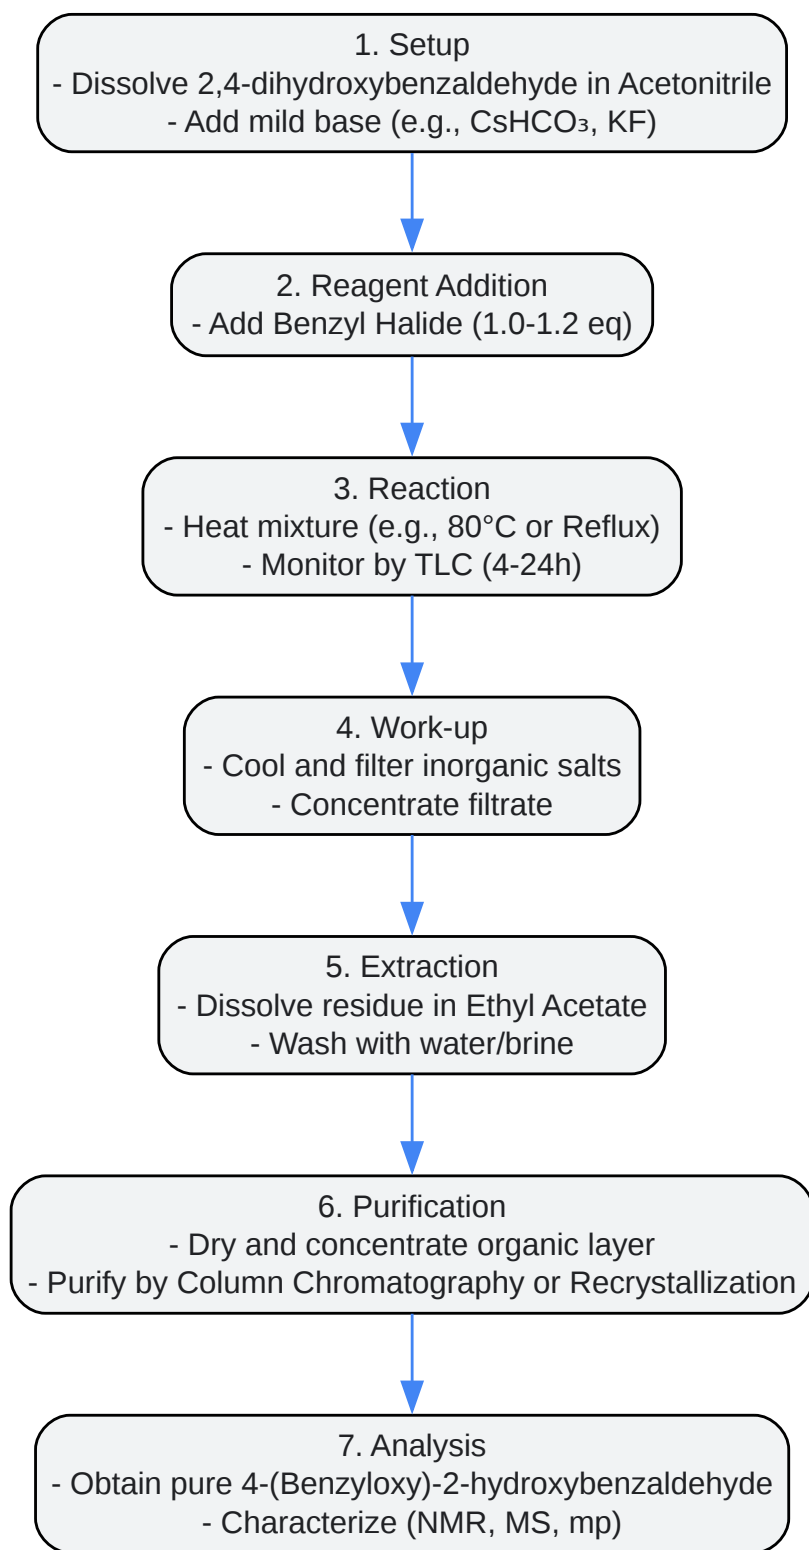 1. Setup
- Dissolve 2,4-dihydroxybenzaldehyde in Acetonitrile
- Add mild base (e.g., CsHCO₃, KF)
2. Reagent Addition
- Add Benzyl Halide (1.0-1.2 eq)
3. Reaction
- Heat mixture (e.g., 80°C or Reflux)
- Monitor by TLC (4-24h)
4. Work-up
- Cool and filter inorganic salts
- Concentrate filtrate
5. Extraction
- Dissolve residue in Ethyl Acetate
- Wash with water/brine
6. Purification
- Dry and concentrate organic layer
- Purify by Column Chromatography or Recrystallization
7. Analysis
- Obtain pure 4-(Benzyloxy)-2-hydroxybenzaldehyde
- Characterize (NMR, MS, mp)